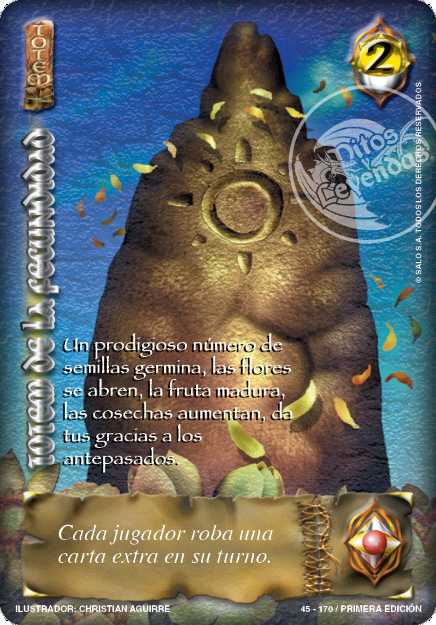 TOTEM
2
TOTEM DE LA FECUNDIDAD
Mitos y
Leyendas
© SALO S.A. TODOS LOS DERECHOS RESERVADOS
Un prodigioso número de
semillas germina, las flores
se abren, la fruta madura,
las cosechas aumentan, da
tus gracias a los
antepasados.
Cada jugador roba una
carta extra en su turno.
ILUSTRADOR: CHRISTIAN AGUIRRE
45 - 170 / PRIMERA EDICIÓN